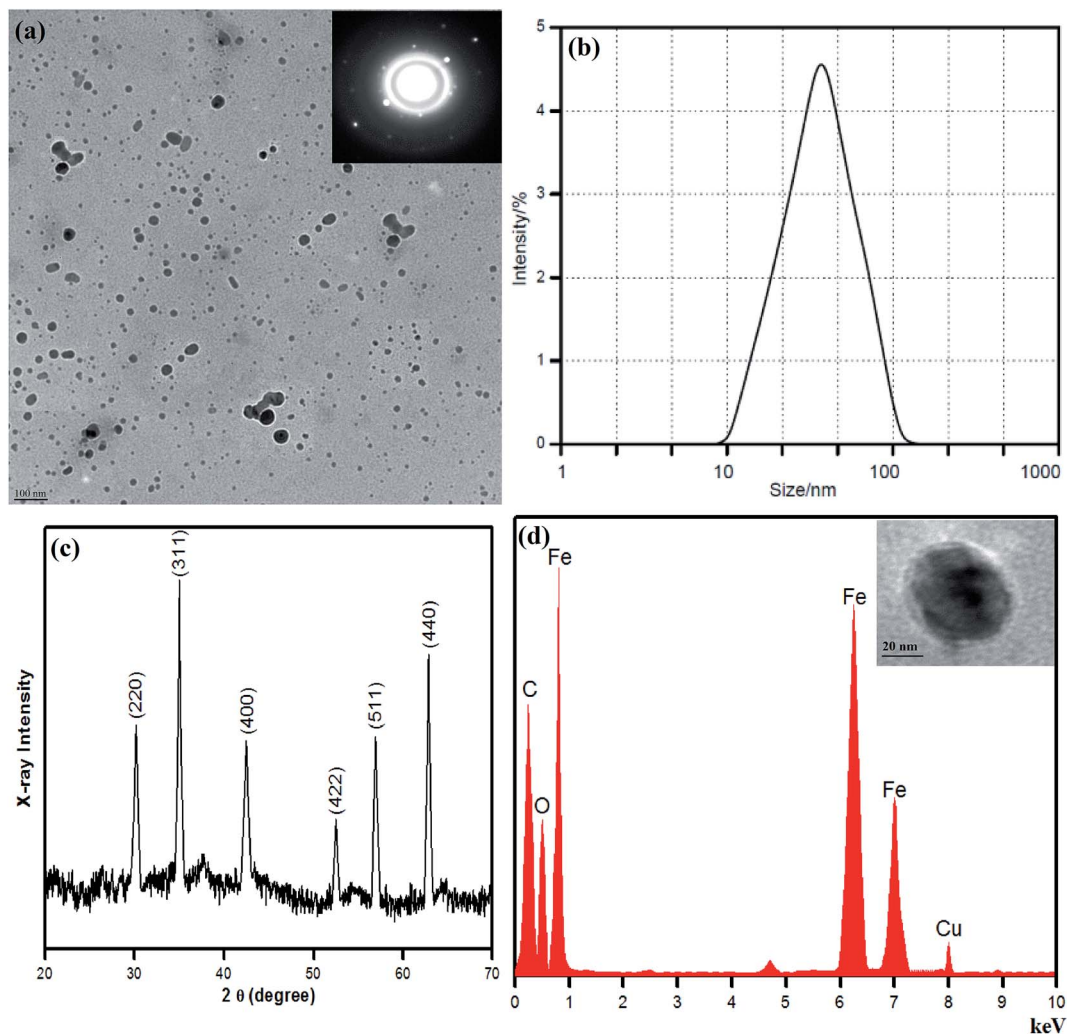 (a)
100 nm
(b)
5
4
3
2
1
0
Intensity/%
1 10 100 1000
Size/nm
(c)
(220)
(311)
(400)
(422)
(511)
(440)
X-ray Intensity
20 30 40 50 60 70
2 θ (degree)
(d)
C
O
Fe
Fe
Fe
Cu
20 nm
0 1 2 3 4 5 6 7 8 9 10
keV